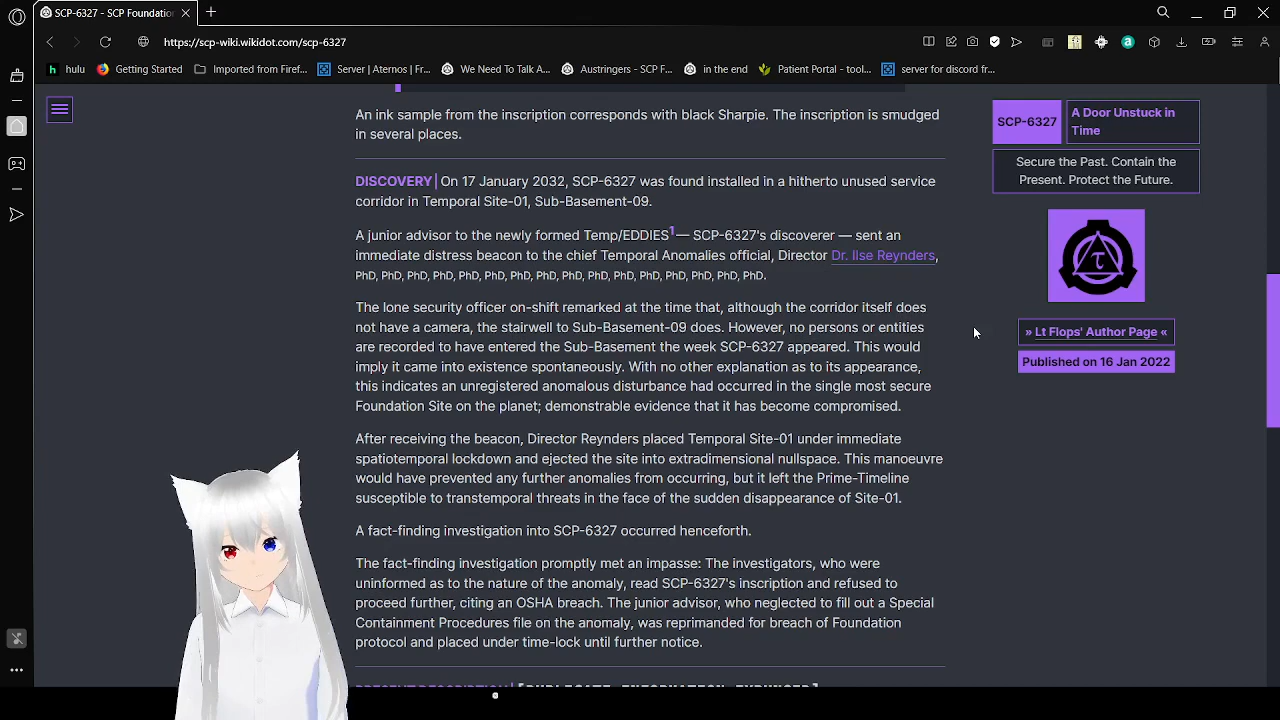 SCP-6327 - SCP Foundation
https://scp-wiki.wikidot.com/scp-6327
hulu
Getting Started
Imported from Firef...
Server | Aternos | Fr...
We Need To Talk A...
Austringers - SCP F...
in the end
Patient Portal - tool...
server for discord fr...
An ink sample from the inscription corresponds with black Sharpie. The inscription is smudged
in several places.
DISCOVERY | On 17 January 2032, SCP-6327 was found installed in a hitherto unused service
corridor in Temporal Site-01, Sub-Basement-09.
A junior advisor to the newly formed Temp/EDDIES1— SCP-6327's discoverer — sent an
immediate distress beacon to the chief Temporal Anomalies official, Director Dr. Ilse Reynders,
PhD, PhD, PhD, PhD, PhD, PhD, PhD, PhD, PhD, PhD, PhD, PhD, PhD, PhD, PhD, PhD.
The lone security officer on-shift remarked at the time that, although the corridor itself does
not have a camera, the stairwell to Sub-Basement-09 does. However, no persons or entities
are recorded to have entered the Sub-Basement the week SCP-6327 appeared. This would
imply it came into existence spontaneously. With no other explanation as to its appearance,
this indicates an unregistered anomalous disturbance had occurred in the single most secure
Foundation Site on the planet; demonstrable evidence that it has become compromised.
After receiving the beacon, Director Reynders placed Temporal Site-01 under immediate
spatiotemporal lockdown and ejected the site into extradimensional nullspace. This manoeuvre
would have prevented any further anomalies from occurring, but it left the Prime-Timeline
susceptible to transtemporal threats in the face of the sudden disappearance of Site-01.
A fact-finding investigation into SCP-6327 occurred henceforth.
The fact-finding investigation promptly met an impasse: The investigators, who were
uninformed as to the nature of the anomaly, read SCP-6327's inscription and refused to
proceed further, citing an OSHA breach. The junior advisor, who neglected to fill out a Special
Containment Procedures file on the anomaly, was reprimanded for breach of Foundation
protocol and placed under time-lock until further notice.
PRESENT DESCRIPTION | [DUPLICATE INFORMATION EXPUNGED]
SCP-6327
A Door Unstuck in
Time
Secure the Past. Contain the
Present. Protect the Future.
τ
» Lt Flops' Author Page «
Published on 16 Jan 2022